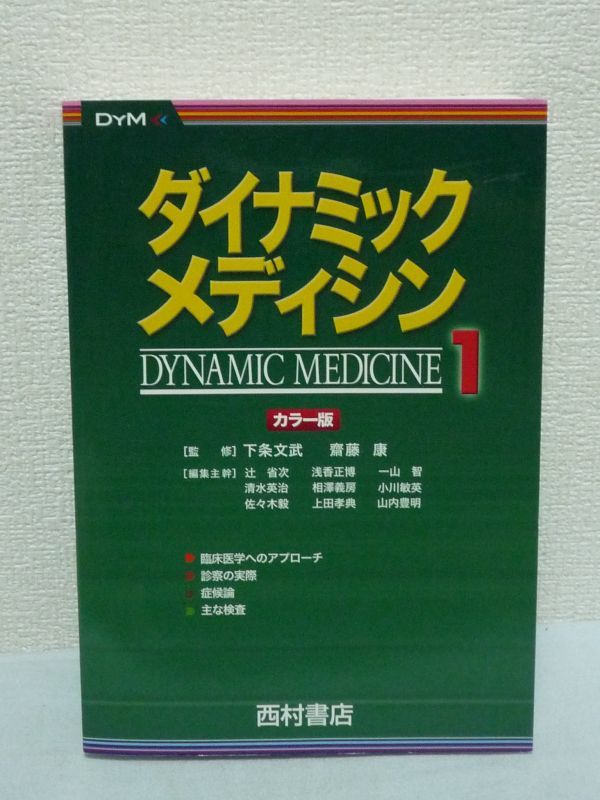 DYM
ダイナミック
メディシン
DYNAMIC MEDICINE 1
カラー版
[監 修] 下条文武 齋藤 康
[編集主幹] 辻 省次 浅香正博 一山 智
清水英治 相澤義房 小川敏英
佐々木毅 上田孝典 山内豊明
臨床医学へのアプローチ
診察の実際
症候論
主な検査
西村書店